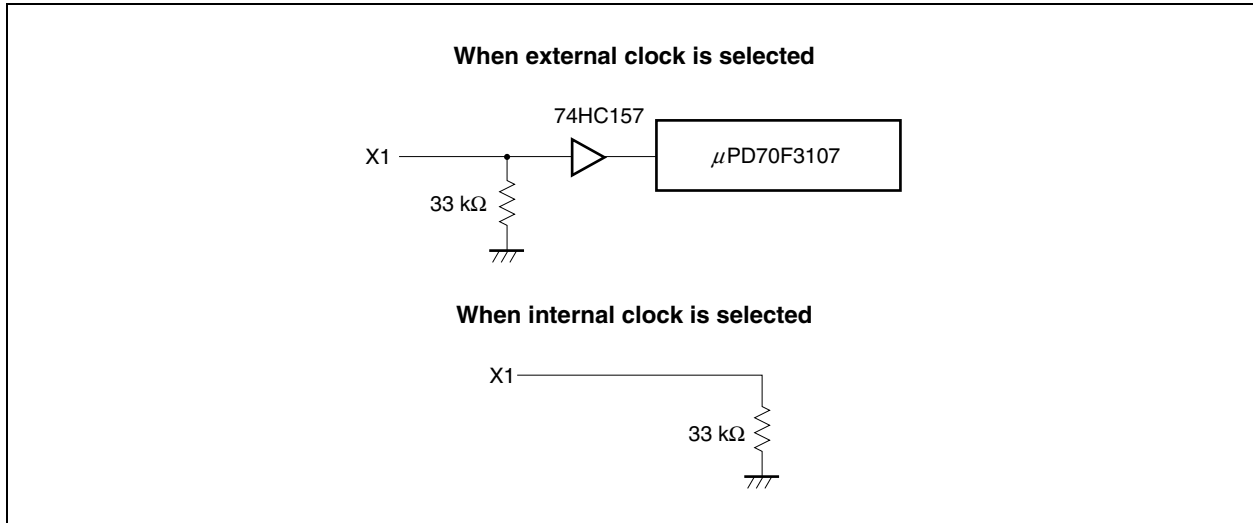 When external clock is selected
74HC157
X1
μPD70F3107
33 kΩ
When internal clock is selected
X1
33 kΩ